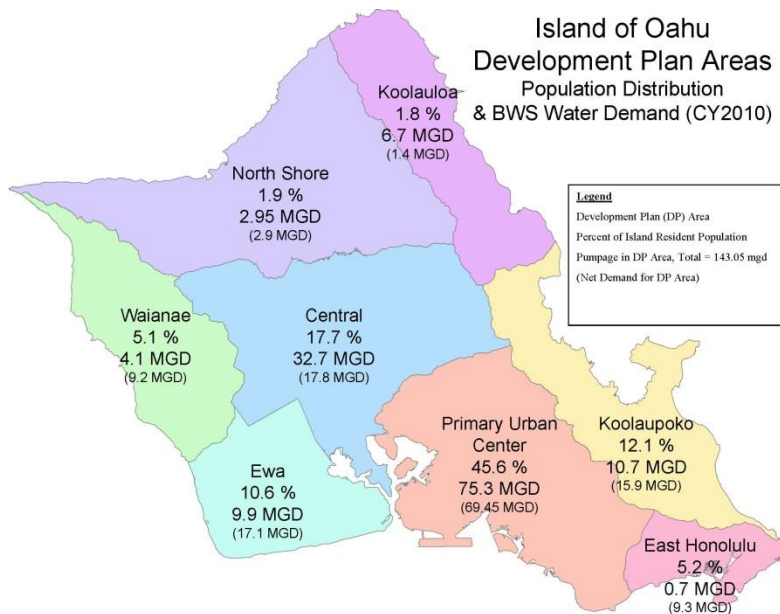 Island of Oahu
Development Plan Areas
Population Distribution
& BWS Water Demand (CY2010)
Koolauloa
1.8 %
6.7 MGD
(1.4 MGD)
North Shore
1.9 %
2.95 MGD
(2.9 MGD)
Legend
Development Plan (DP) Area
Percent of Island Resident Population
Pumpage in DP Area, Total = 143.05 mgd
(Net Demand for DP Area)
Waianae
5.1 %
4.1 MGD
(9.2 MGD)
Central
17.7 %
32.7 MGD
(17.8 MGD)
Primary Urban
Center
45.6 %
75.3 MGD
(69.45 MGD)
Koolaupoko
12.1 %
10.7 MGD
(15.9 MGD)
Ewa
10.6 %
9.9 MGD
(17.1 MGD)
East Honolulu
5.2 %
0.7 MGD
(9.3 MGD)